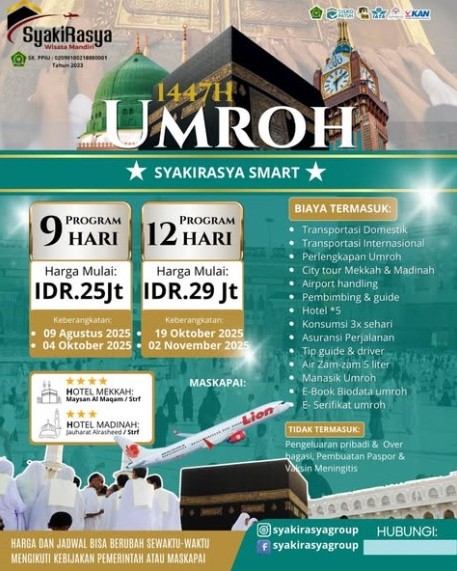 SyakiRasya
Wisata Mandiri
SK. PPIU : 02090100218880001
Tahun 2023
KAN
1447H
UMROH
SYAKIRASYA SMART
9 PROGRAM HARI
Harga Mulai:
IDR.25Jt
Keberangkatan:
09 Agustus 2025
04 Oktober 2025
12 PROGRAM HARI
Harga Mulai:
IDR.29 Jt
Keberangkatan:
19 Oktober 2025
02 November 2025
BIAYA TERMASUK:
• Transportasi Domestik
• Transportasi Internasional
• Perlengkapan Umroh
• City tour Mekkah & Madinah
• Airport handling
• Pembimbing & guide
• Hotel *5
• Konsumsi 3x sehari
• Asuransi Perjalanan
• Tip guide & driver
• Air Zam-zam 5 liter
• Manasik Umroh
• E-Book Biodata umroh
• E- Serifikat umroh
TIDAK TERMASUK:
Pengeluaran pribadi & Over
bagasi, Pembuatan Paspor &
Vaksin Meningitis
HOTEL MEKKAH:
Maysan Al Maqam / Strf
HOTEL MADINAH:
Jauharat Alrasheed / Strf
MASKAPAI:
Lion
HARGA DAN JADWAL BISA BERUBAH SEWAKTU-WAKTU
MENGIKUTI KEBIJAKAN PEMERINTAH ATAU MASKAPAI
syakirasyagroup
syakirasyagroup
HUBUNGI: